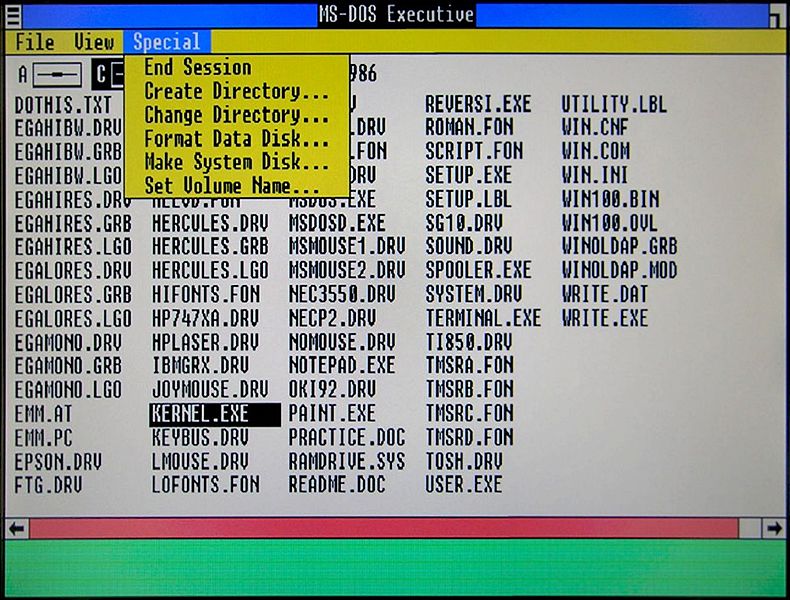 MS-DOS Executive
File View Special
A C 986
End Session
Create Directory...
Change Directory...
Format Data Disk...
Make System Disk...
Set Volume Name...
DOTHIS.TXT V REVERSI.EXE UTILITY.LBL
EGAHIBW.DRV .DRV ROMAN.FON WIN.CNF
EGAHIBW.GRB .FON SCRIPT.FON WIN.COM
EGAHIBW.LGO .DRV SETUP.EXE WIN.INI
EGAHIRES.DRV HELVD.FON MSDOS.EXE SETUP.LBL WIN100.BIN
EGAHIRES.GRB HERCULES.DRV MSDOSD.EXE SG10.DRV WIN100.OVL
EGAHIRES.LGO HERCULES.GRB MSMOUSE1.DRV SOUND.DRV WINOLDAP.GRB
EGALORES.DRV HERCULES.LGO MSMOUSE2.DRV SPOOLER.EXE WINOLDAP.MOD
EGALORES.GRB HIFONTS.FON NEC3550.DRV SYSTEM.DRV WRITE.DAT
EGALORES.LGO HP747XA.DRV NECP2.DRV TERMINAL.EXE WRITE.EXE
EGAMONO.DRV HPLASER.DRV NOMOUSE.DRV TI850.DRV
EGAMONO.GRB IBMGRX.DRV NOTEPAD.EXE TMSRA.FON
EGAMONO.LGO JOYMOUSE.DRV OKI92.DRV TMSRB.FON
EMM.AT KERNEL.EXE PAINT.EXE TMSRC.FON
EMM.PC KEYBUS.DRV PRACTICE.DOC TMSRD.FON
EPSON.DRV LMOUSE.DRV RAMDRIVE.SYS TOSH.DRV
FTG.DRV LOFONTS.FON README.DOC USER.EXE